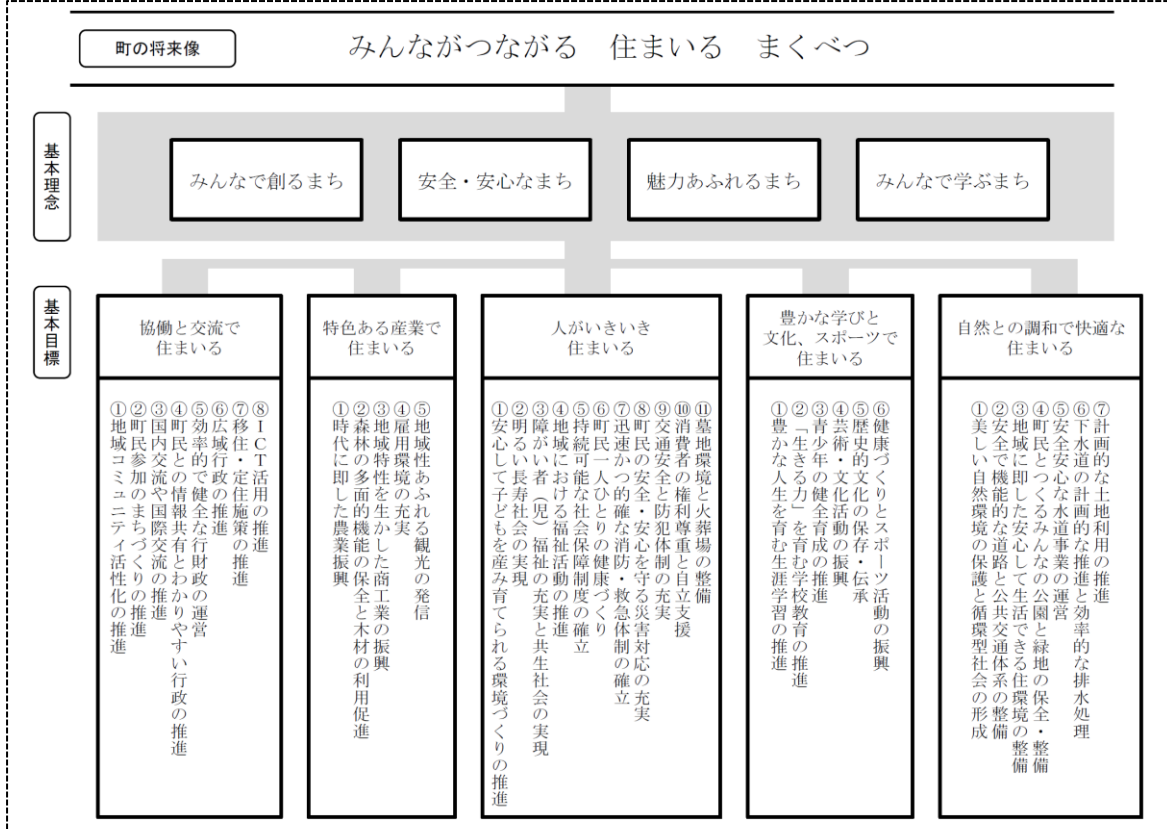 町の将来像
みんながつながる 住まいる まくべつ
基本理念
みんなで創るまち
安全・安心なまち
魅力あふれるまち
みんなで学ぶまち
基本目標
協働と交流で
住まいる
①地域コミュニティ活性化の推進
②町民参加のまちづくりの推進
③国内交流や国際交流の推進
④町民との情報共有とわかりやすい行政の推進
⑤効率的で健全な行財政の運営
⑥広域行政の推進
⑦移住・定住施策の推進
⑧ICT活用の推進
特色ある産業で
住まいる
①時代に即した農業振興
②森林の多面的機能の保全と木材の利用促進
③地域特性を生かした商工業の振興
④雇用環境の充実
⑤地域性あふれる観光の発信
人がいきいき
住まいる
①安心して子どもを産み育てられる環境づくりの推進
②明るい長寿社会の実現
③障がい者（児）福祉の充実と共生社会の実現
④地域における福祉活動の推進
⑤持続可能な社会保障制度の確立
⑥町民一人ひとりの健康づくり
⑦迅速かつ的確な消防・救急体制の確立
⑧町民の安全・安心を守る災害対応の充実
⑨交通安全と防犯体制の充実
⑩消費者の権利尊重と自立支援
⑪墓地環境と火葬場の整備
豊かな学びと
文化、スポーツで
住まいる
①豊かな人生を育む生涯学習の推進
②「生きる力」を育む学校教育の推進
③青少年の健全育成の推進
④芸術・文化活動の振興
⑤歴史的文化の保存・伝承
⑥健康づくりとスポーツ活動の振興
自然との調和で快適な
住まいる
①美しい自然環境の保護と循環型社会の形成
②安全で機能的な道路と公共交通体系の整備
③地域に即した安心して生活できる住環境の整備
④町民とつくるみんなの公園と緑地の保全・整備
⑤安全安心な水道事業の運営
⑥下水道の計画的な推進と効率的な排水処理
⑦計画的な土地利用の推進